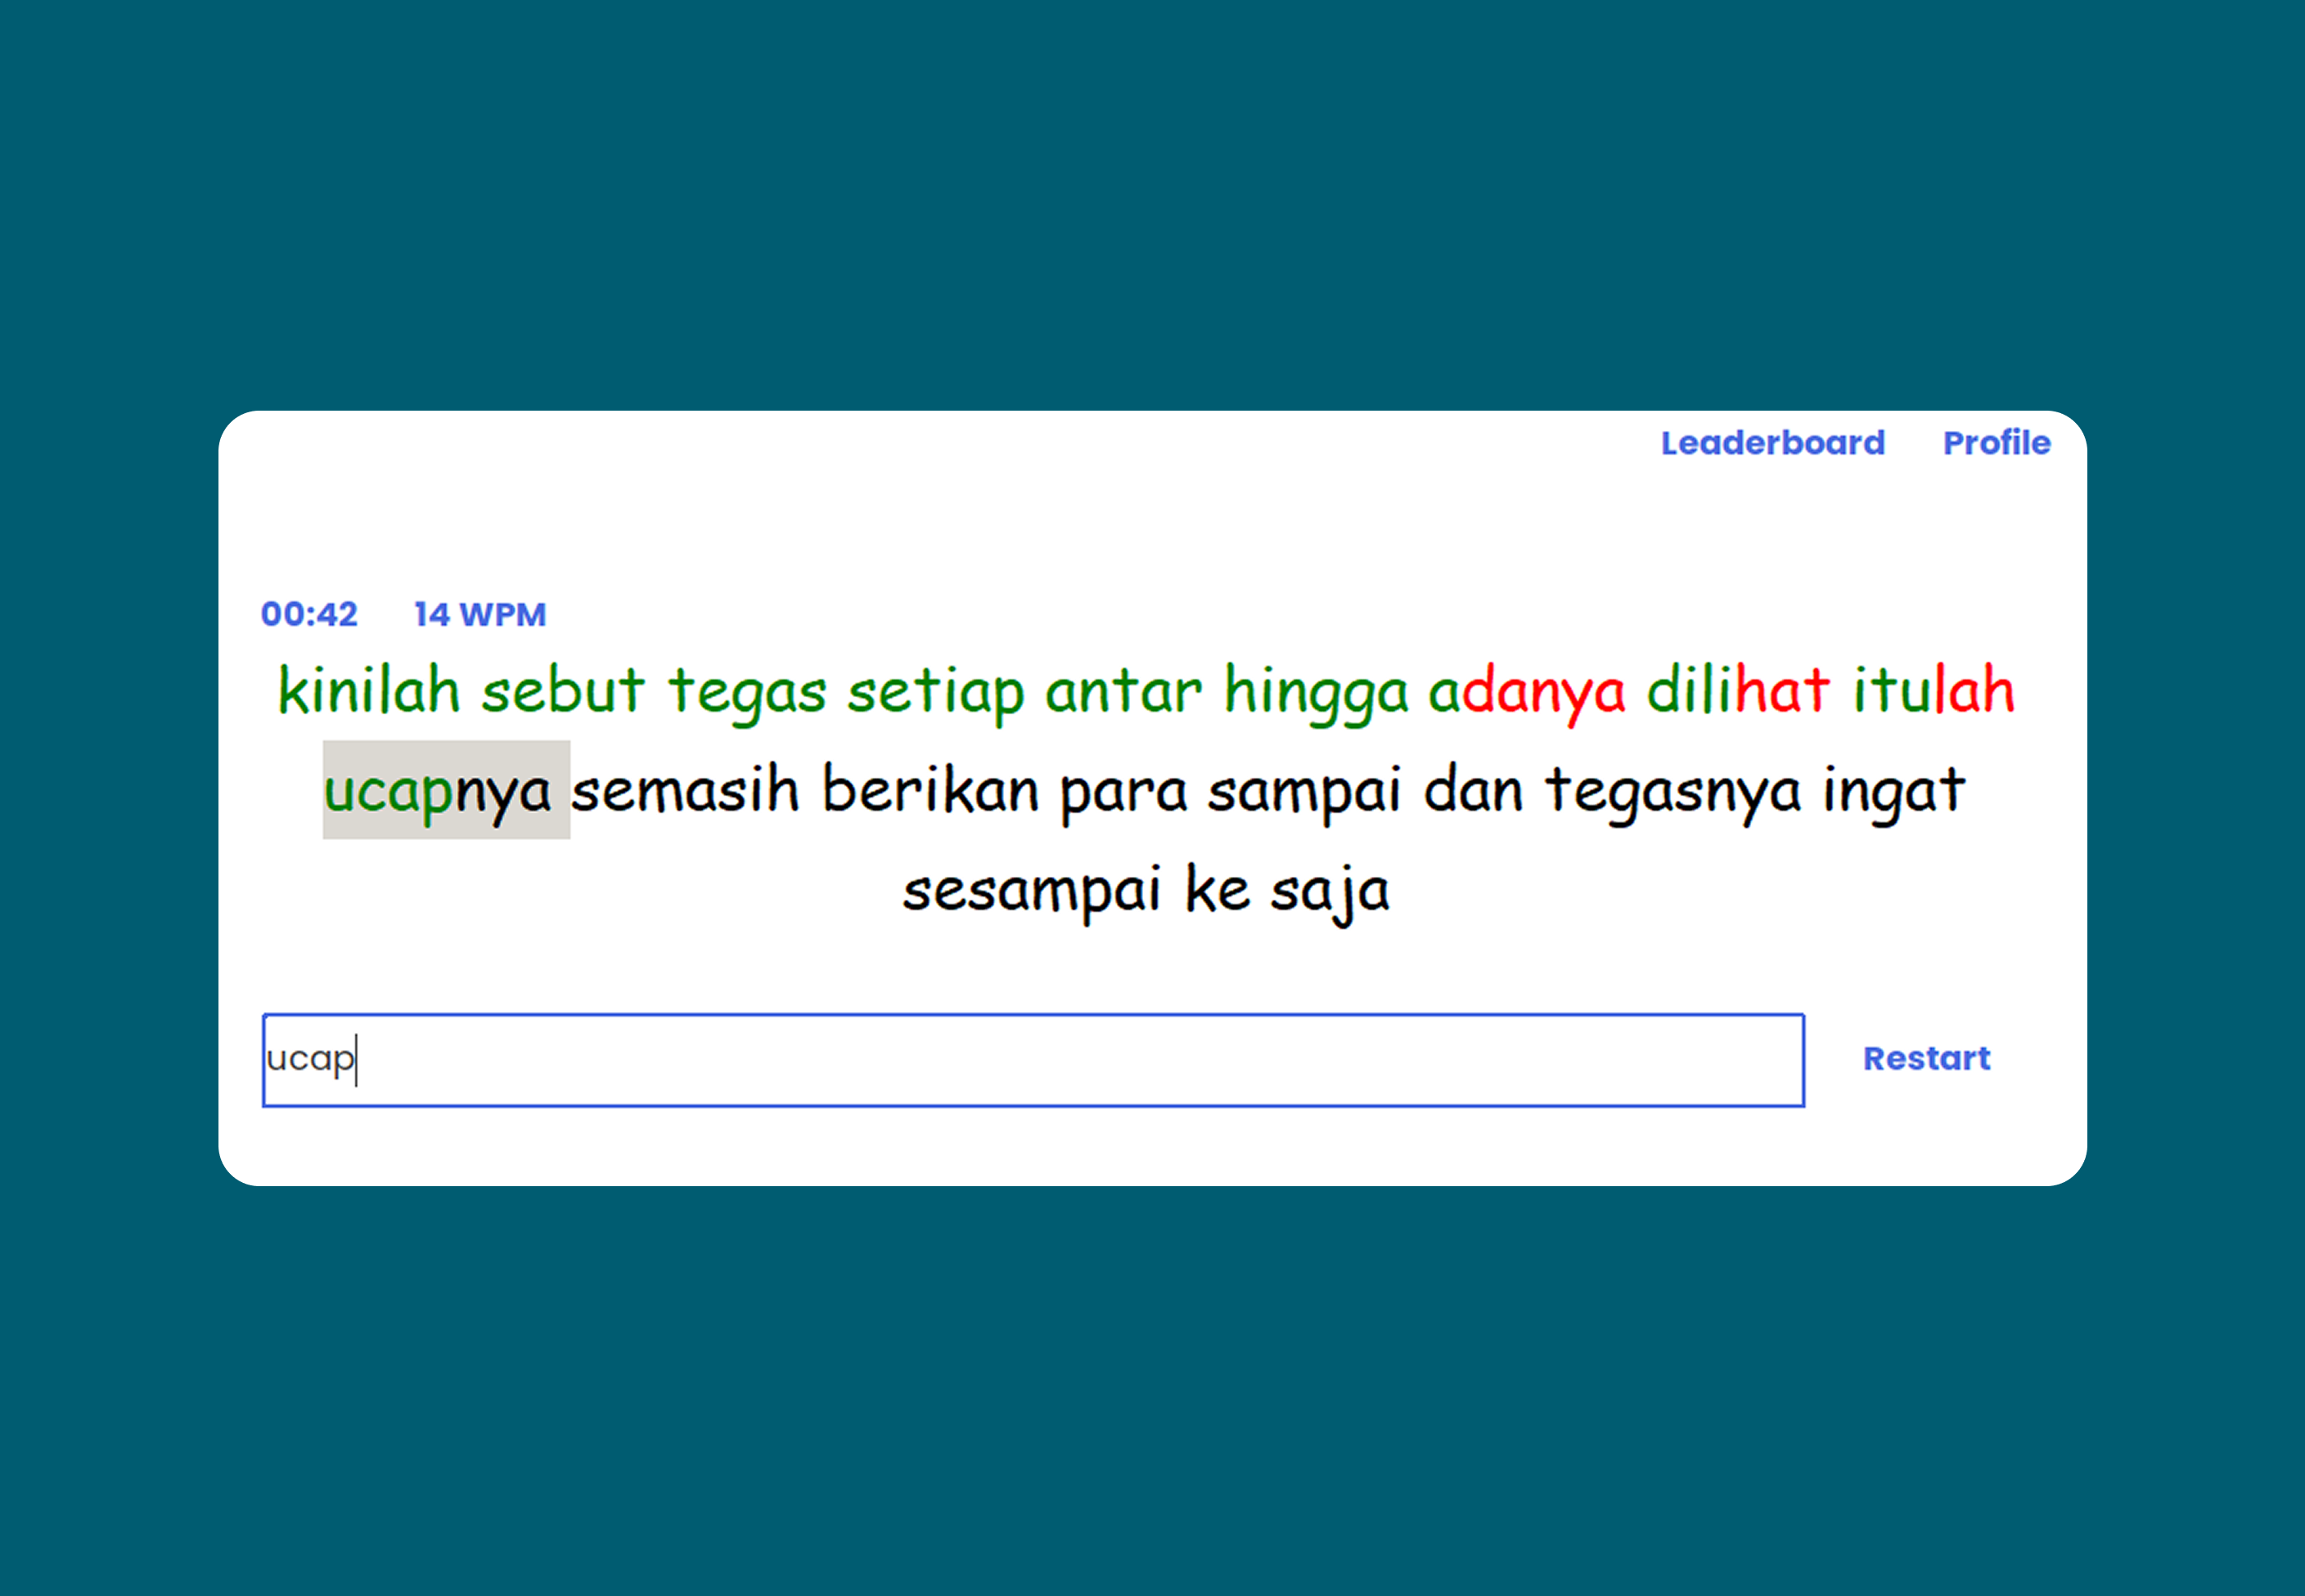 Leaderboard Profile
00:42 14 WPM
kinilah sebut tegas setiap antar hingga adanya dilihat itulah
ucapnya semasih berikan para sampai dan tegasnya ingat
sesampai ke saja
ucap
Restart